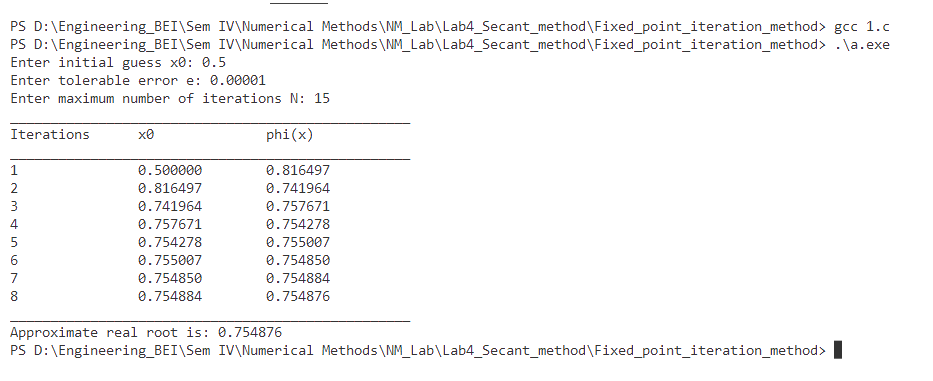 PS D:\Engineering_BEI\Sem IV\Numerical Methods\NM_Lab\Lab4_Secant_method\Fixed_point_iteration_method> gcc 1.c
PS D:\Engineering_BEI\Sem IV\Numerical Methods\NM_Lab\Lab4_Secant_method\Fixed_point_iteration_method> .\a.exe
Enter initial guess x0: 0.5
Enter tolerable error e: 0.00001
Enter maximum number of iterations N: 15
Iterations x0 phi(x)
1 0.500000 0.816497
2 0.816497 0.741964
3 0.741964 0.757671
4 0.757671 0.754278
5 0.754278 0.755007
6 0.755007 0.754850
7 0.754850 0.754884
8 0.754884 0.754876
Approximate real root is: 0.754876
PS D:\Engineering_BEI\Sem IV\Numerical Methods\NM_Lab\Lab4_Secant_method\Fixed_point_iteration_method>